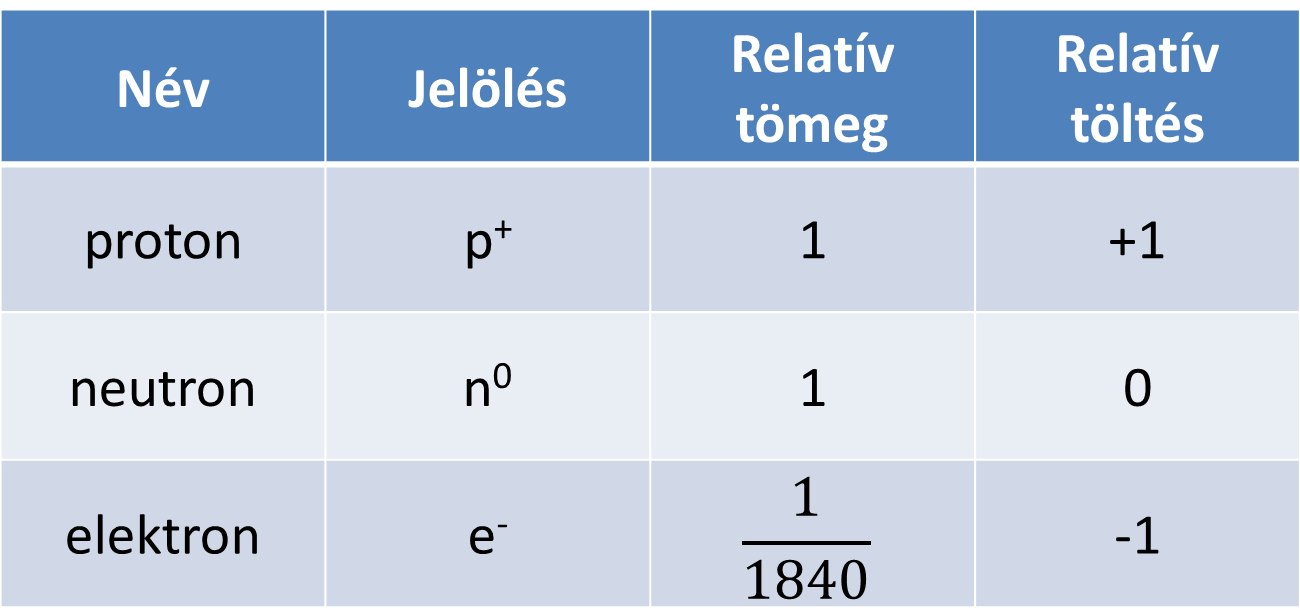 Név Jelölés Relatív tömeg Relatív töltés
proton p⁺ 1 +1
neutron n⁰ 1 0
elektron e⁻ 1/1840 -1